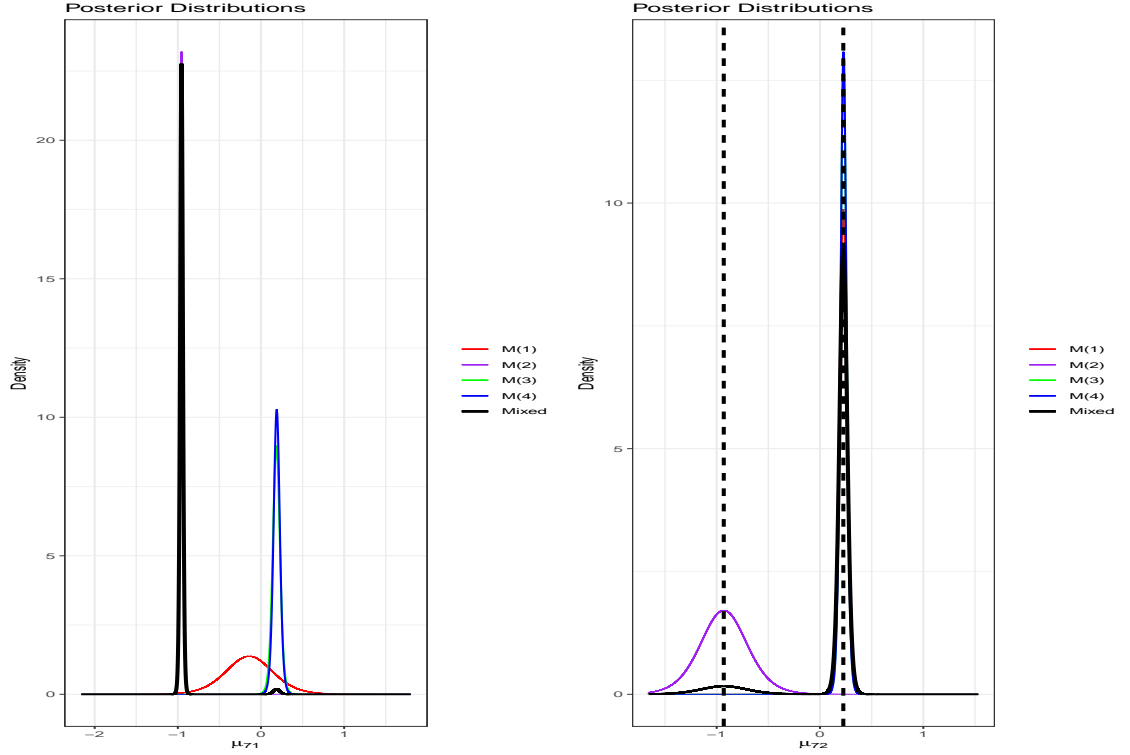 Posterior Distributions
20
15
10
5
0
Density
−2
−1
0
1
μ71
M(1)
M(2)
M(3)
M(4)
Mixed
Posterior Distributions
10
5
0
Density
−1
0
1
μ72
M(1)
M(2)
M(3)
M(4)
Mixed